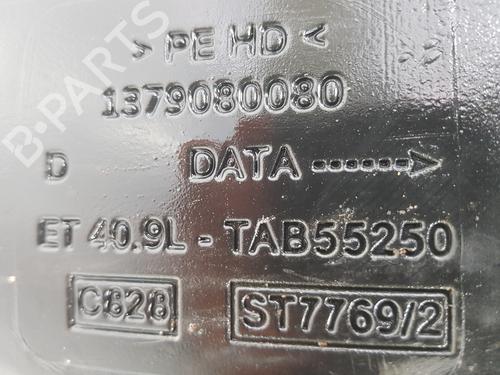 B-PARTS
> PE HD <
1379080080
D DATA ------>
ET 40.9L - TAB55250
C828 ST7769/2